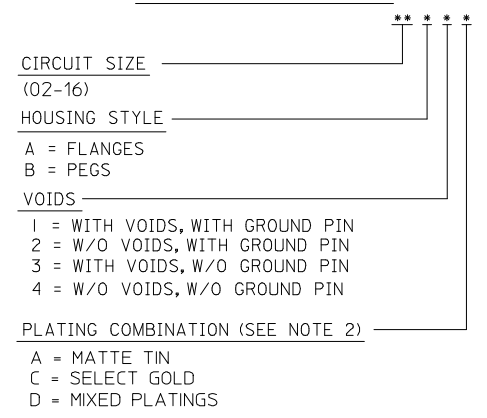 ** * * *
CIRCUIT SIZE
(02-16)
HOUSING STYLE
A = FLANGES
B = PEGS
VOIDS
1 = WITH VOIDS, WITH GROUND PIN
2 = W/O VOIDS, WITH GROUND PIN
3 = WITH VOIDS, W/O GROUND PIN
4 = W/O VOIDS, W/O GROUND PIN
PLATING COMBINATION (SEE NOTE 2)
A = MATTE TIN
C = SELECT GOLD
D = MIXED PLATINGS